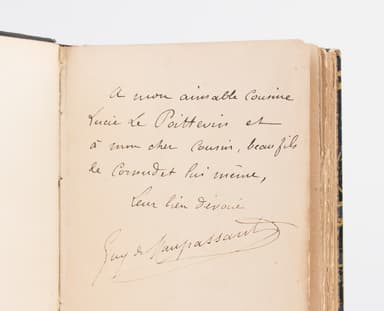 A mon aimable cousine
Lucie Le Poittevin et
à mon cher cousin, beau fils
de Cornudet lui même,
Leur bien dévoué
Guy de Maupassant